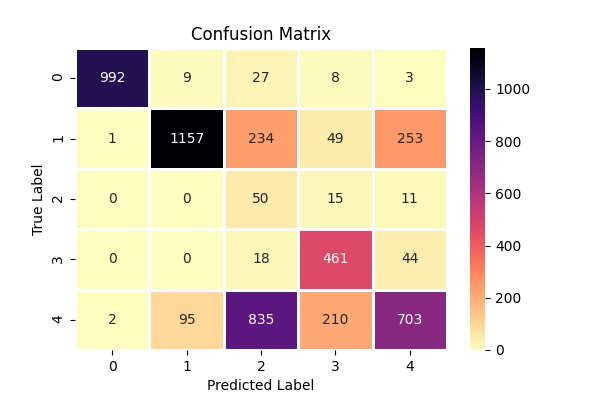 Confusion Matrix
True Label
0 992 9 27 8 3
1 1 1157 234 49 253
2 0 0 50 15 11
3 0 0 18 461 44
4 2 95 835 210 703
0 1 2 3 4
Predicted Label
1000
800
600
400
200
0